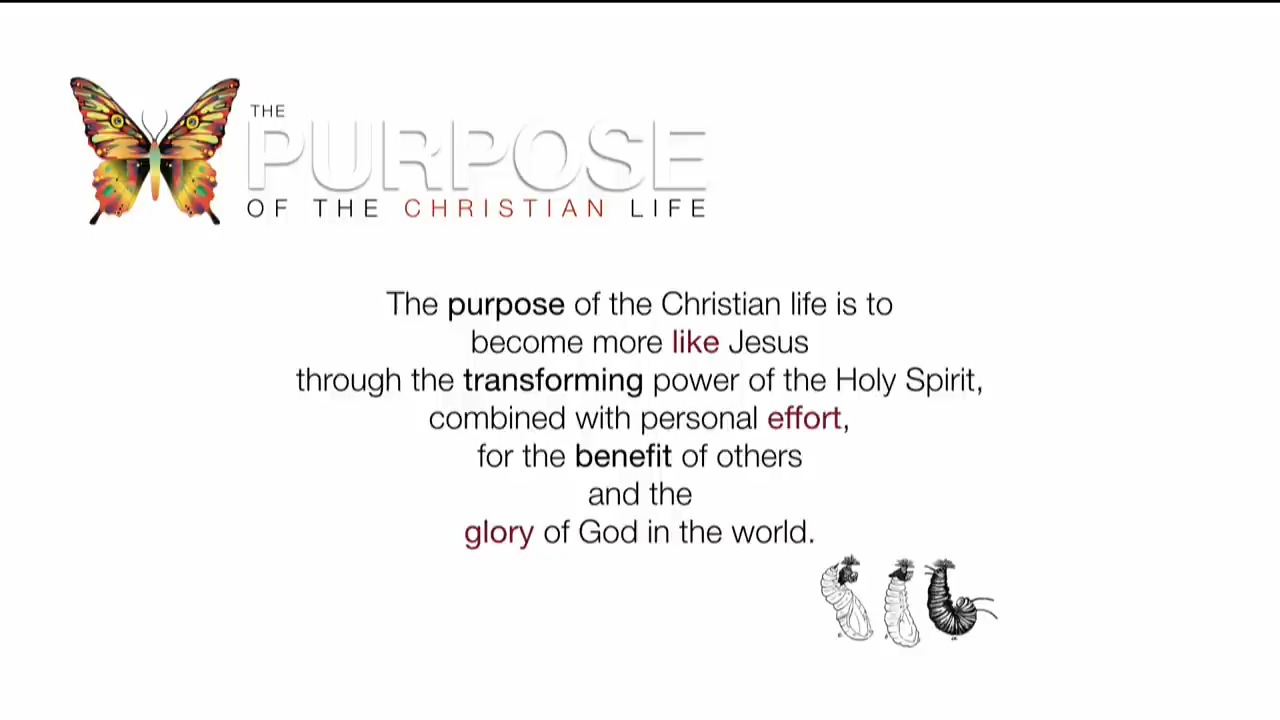 THE
PURPOSE
OF THE CHRISTIAN LIFE
The purpose of the Christian life is to
become more like Jesus
through the transforming power of the Holy Spirit,
combined with personal effort,
for the benefit of others
and the
glory of God in the world.